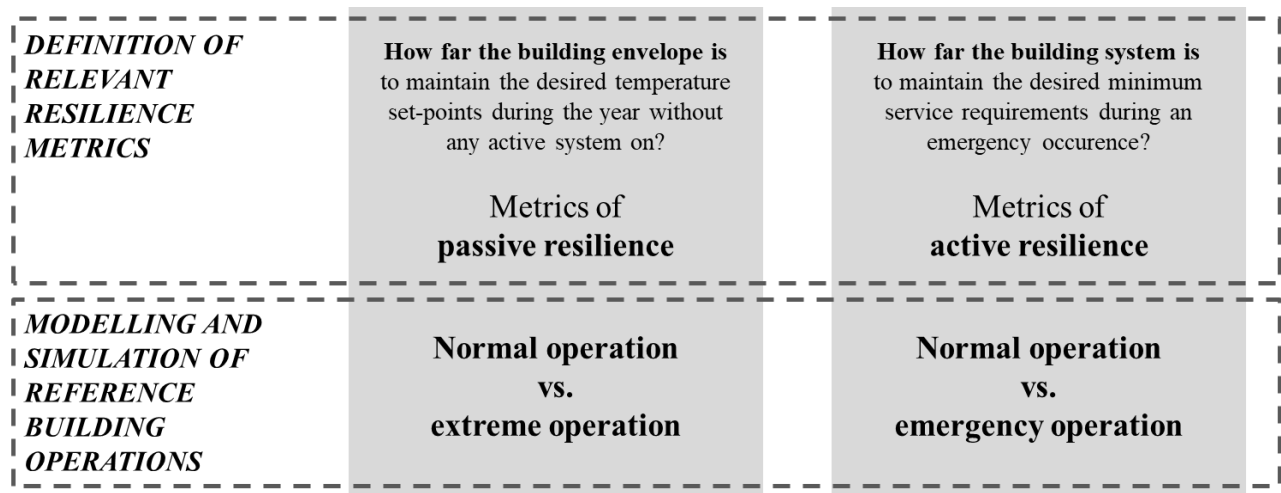 DEFINITION OF
RELEVANT
RESILIENCE
METRICS
How far the building envelope is
to maintain the desired temperature
set-points during the year without
any active system on?
Metrics of
passive resilience
How far the building system is
to maintain the desired minimum
service requirements during an
emergency occurence?
Metrics of
active resilience
MODELLING AND
SIMULATION OF
REFERENCE
BUILDING
OPERATIONS
Normal operation
vs.
extreme operation
Normal operation
vs.
emergency operation